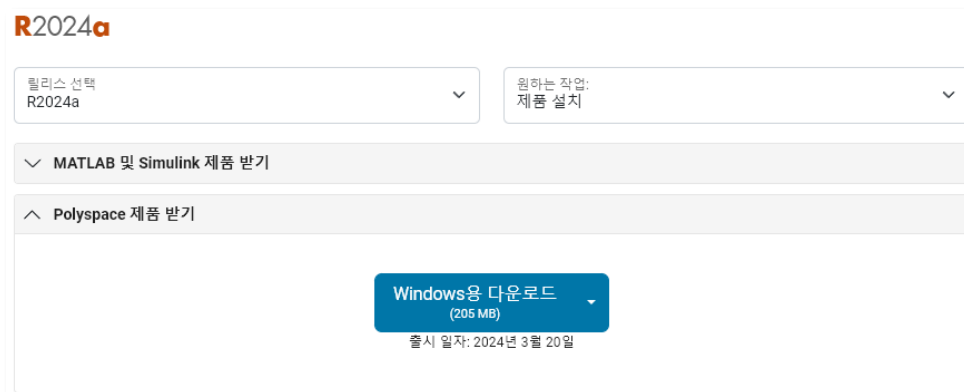 R2024a
릴리스 선택
R2024a
원하는 작업:
제품 설치
MATLAB 및 Simulink 제품 받기
Polyspace 제품 받기
Windows용 다운로드
(205 MB)
출시 일자: 2024년 3월 20일